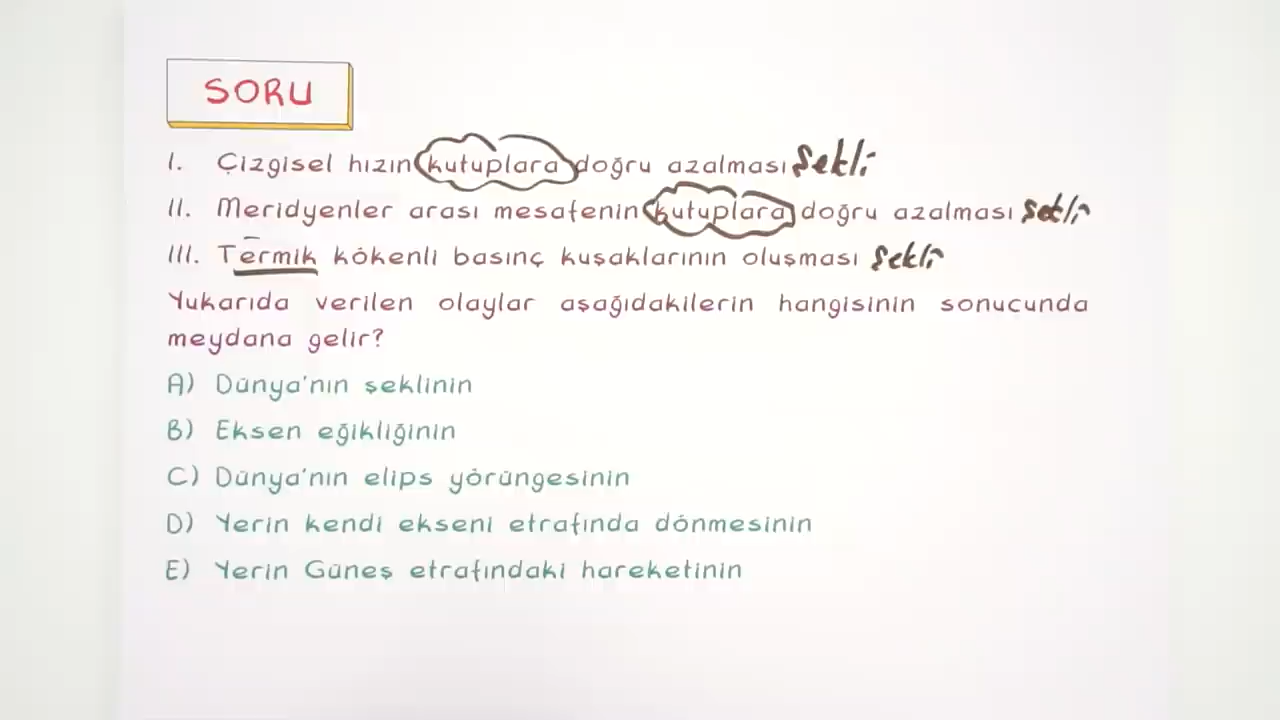 SORU
I. Çizgisel hızın kutuplara doğru azalması Şekli
II. Meridyenler arası mesafenin kutuplara doğru azalması Şekli
III. Termik kökenli basınç kuşaklarının oluşması Şekli
Yukarıda verilen olaylar aşağıdakilerin hangisinin sonucunda
meydana gelir?
A) Dünya'nın şeklinin
B) Eksen eğikliğinin
C) Dünya'nın elips yörüngesinin
D) Yerin kendi ekseni etrafında dönmesinin
E) Yerin Güneş etrafındaki hareketinin